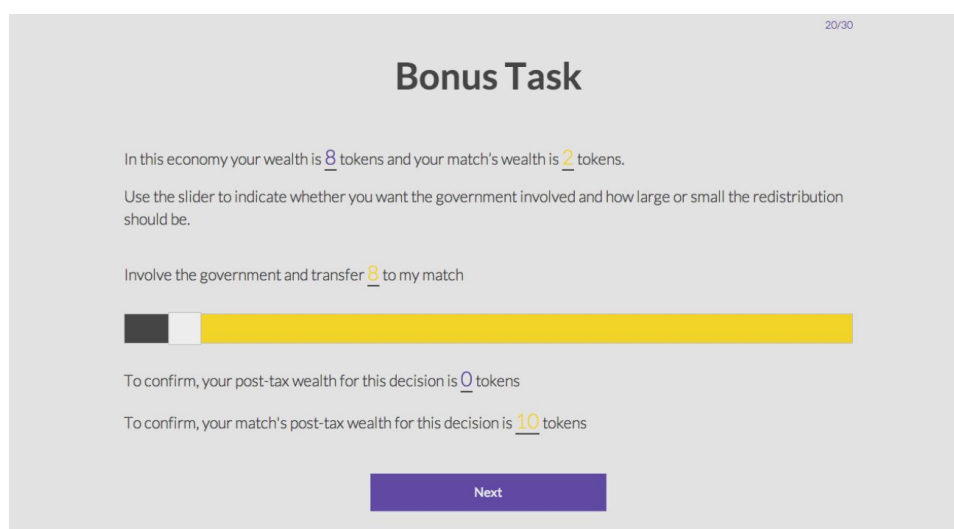 20/30
Bonus Task
In this economy your wealth is 8 tokens and your match's wealth is 2 tokens.
Use the slider to indicate whether you want the government involved and how large or small the redistribution
should be.
Involve the government and transfer 8 to my match
To confirm, your post-tax wealth for this decision is 0 tokens
To confirm, your match's post-tax wealth for this decision is 10 tokens
Next